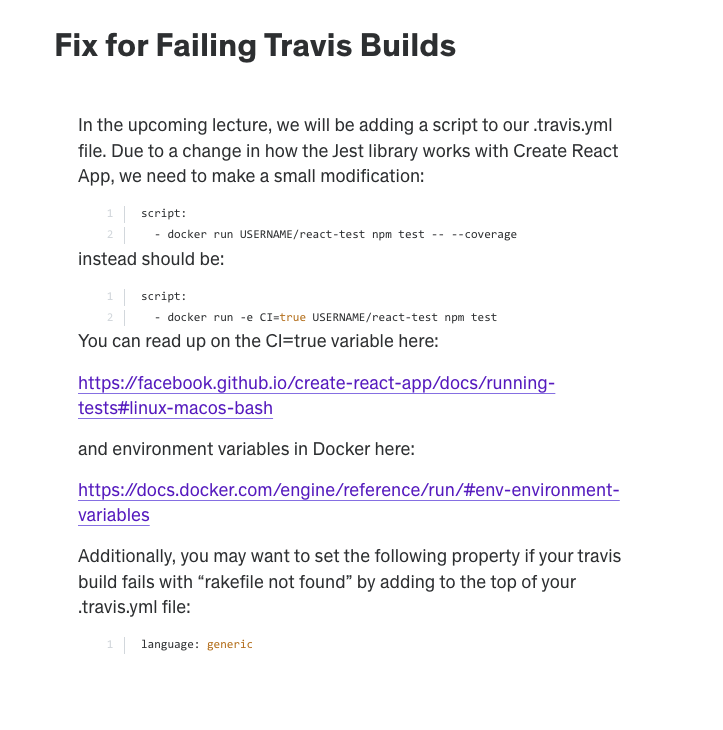 Fix for Failing Travis Builds
In the upcoming lecture, we will be adding a script to our .travis.yml
file. Due to a change in how the Jest library works with Create React
App, we need to make a small modification:
1 script:
2   - docker run USERNAME/react-test npm test -- --coverage
instead should be:
1 script:
2   - docker run -e CI=true USERNAME/react-test npm test
You can read up on the CI=true variable here:
https://facebook.github.io/create-react-app/docs/running-
tests#linux-macos-bash
and environment variables in Docker here:
https://docs.docker.com/engine/reference/run/#env-environment-
variables
Additionally, you may want to set the following property if your travis
build fails with “rakefile not found” by adding to the top of your
.travis.yml file:
1 language: generic